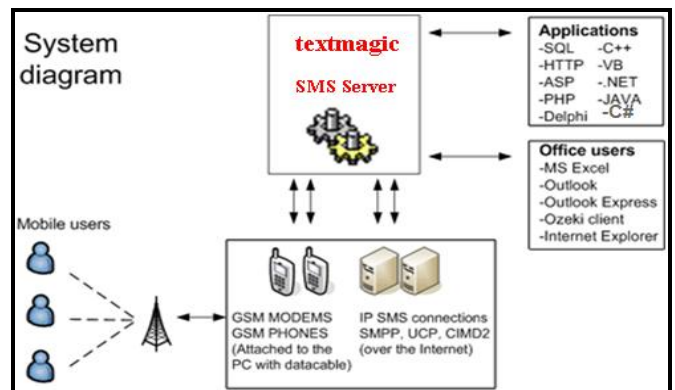 System
diagram
textmagic
SMS Server
Applications
-SQL -C++
-HTTP -VB
-ASP -.NET
-PHP -JAVA
-Delphi -C#
Office users
-MS Excel
-Outlook
-Outlook Express
-Ozeki client
-Internet Explorer
Mobile users
GSM MODEMS
GSM PHONES
(Attached to the
PC with datacable)
IP SMS connections
SMPP, UCP, CIMD2
(over the Internet)